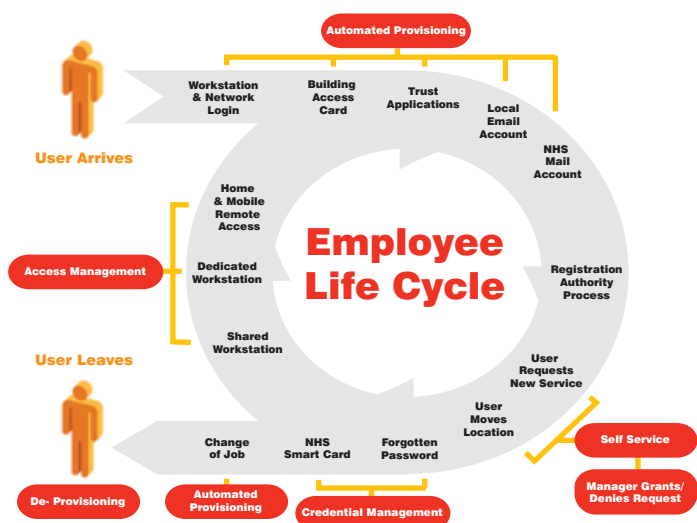 Automated Provisioning
Workstation
& Network
Login
Building
Access
Card
Trust
Applications
Local
Email
Account
NHS
Mail
Account
User Arrives
Home
& Mobile
Remote
Access
Employee
Life Cycle
Access Management
Dedicated
Workstation
Registration
Authority
Process
Shared
Workstation
User Leaves
User
Requests
New Service
User
Moves
Location
Change
of Job
NHS
Smart Card
Forgotten
Password
Self Service
Manager Grants/
Denies Request
De- Provisioning
Automated
Provisioning
Credential Management